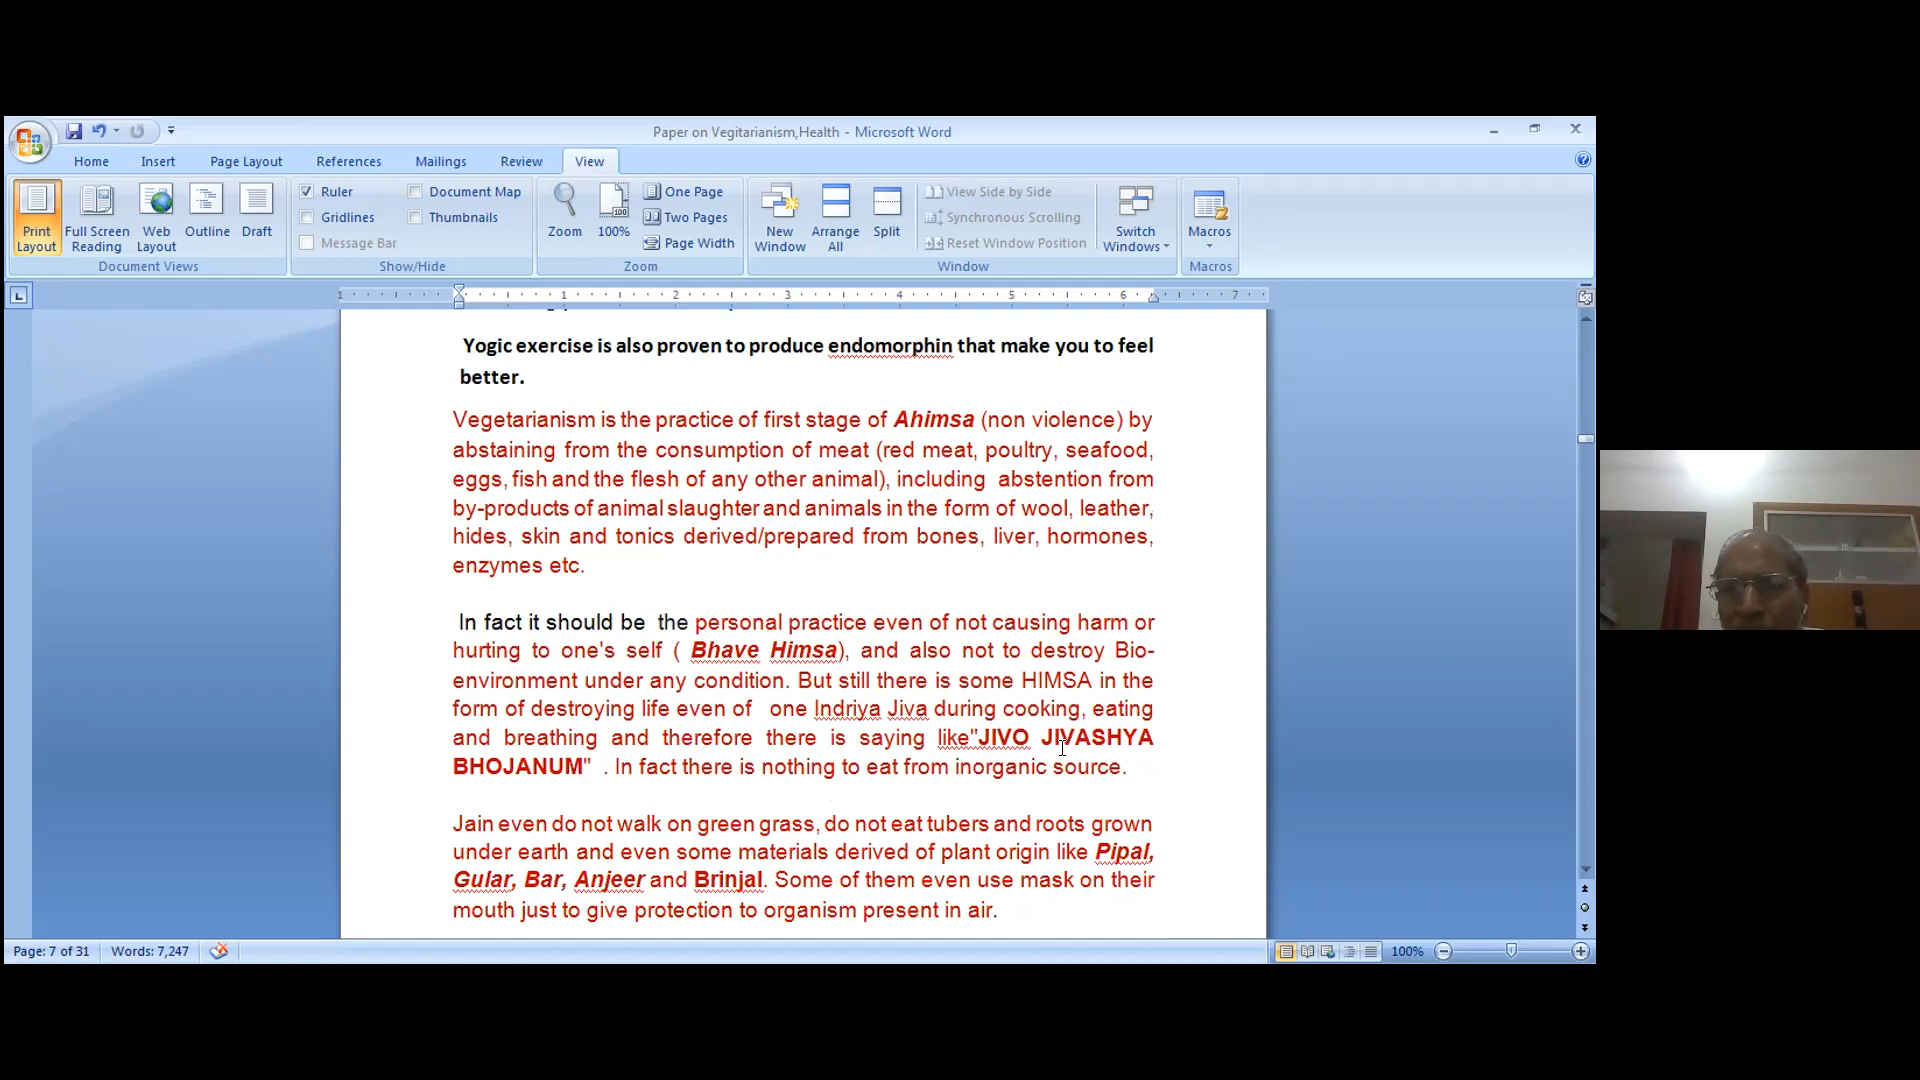 Paper on Vegitarianism,Health - Microsoft Word
Home Insert Page Layout References Mailings Review View
Print Layout
Full Screen Reading
Web Layout
Outline
Draft
Document Views
Ruler
Gridlines
Message Bar
Document Map
Thumbnails
Show/Hide
Zoom
100%
One Page
Two Pages
Page Width
Zoom
New Window
Arrange All
Split
View Side by Side
Synchronous Scrolling
Reset Window Position
Switch Windows
Window
Macros
Macros
1 1 2 3 4 5 6 7
Yogic exercise is also proven to produce endomorphin that make you to feel
better.
Vegetarianism is the practice of first stage of Ahimsa (non violence) by
abstaining from the consumption of meat (red meat, poultry, seafood,
eggs, fish and the flesh of any other animal), including abstention from
by-products of animal slaughter and animals in the form of wool, leather,
hides, skin and tonics derived/prepared from bones, liver, hormones,
enzymes etc.
In fact it should be the personal practice even of not causing harm or
hurting to one's self ( Bhave Himsa), and also not to destroy Bio-
environment under any condition. But still there is some HIMSA in the
form of destroying life even of one Indriya Jiva during cooking, eating
and breathing and therefore there is saying like"JIVO JIVASHYA
BHOJANUM" . In fact there is nothing to eat from inorganic source.
Jain even do not walk on green grass, do not eat tubers and roots grown
under earth and even some materials derived of plant origin like Pipal,
Gular, Bar, Anjeer and Brinjal. Some of them even use mask on their
mouth just to give protection to organism present in air.
Page: 7 of 31 Words: 7,247 100%